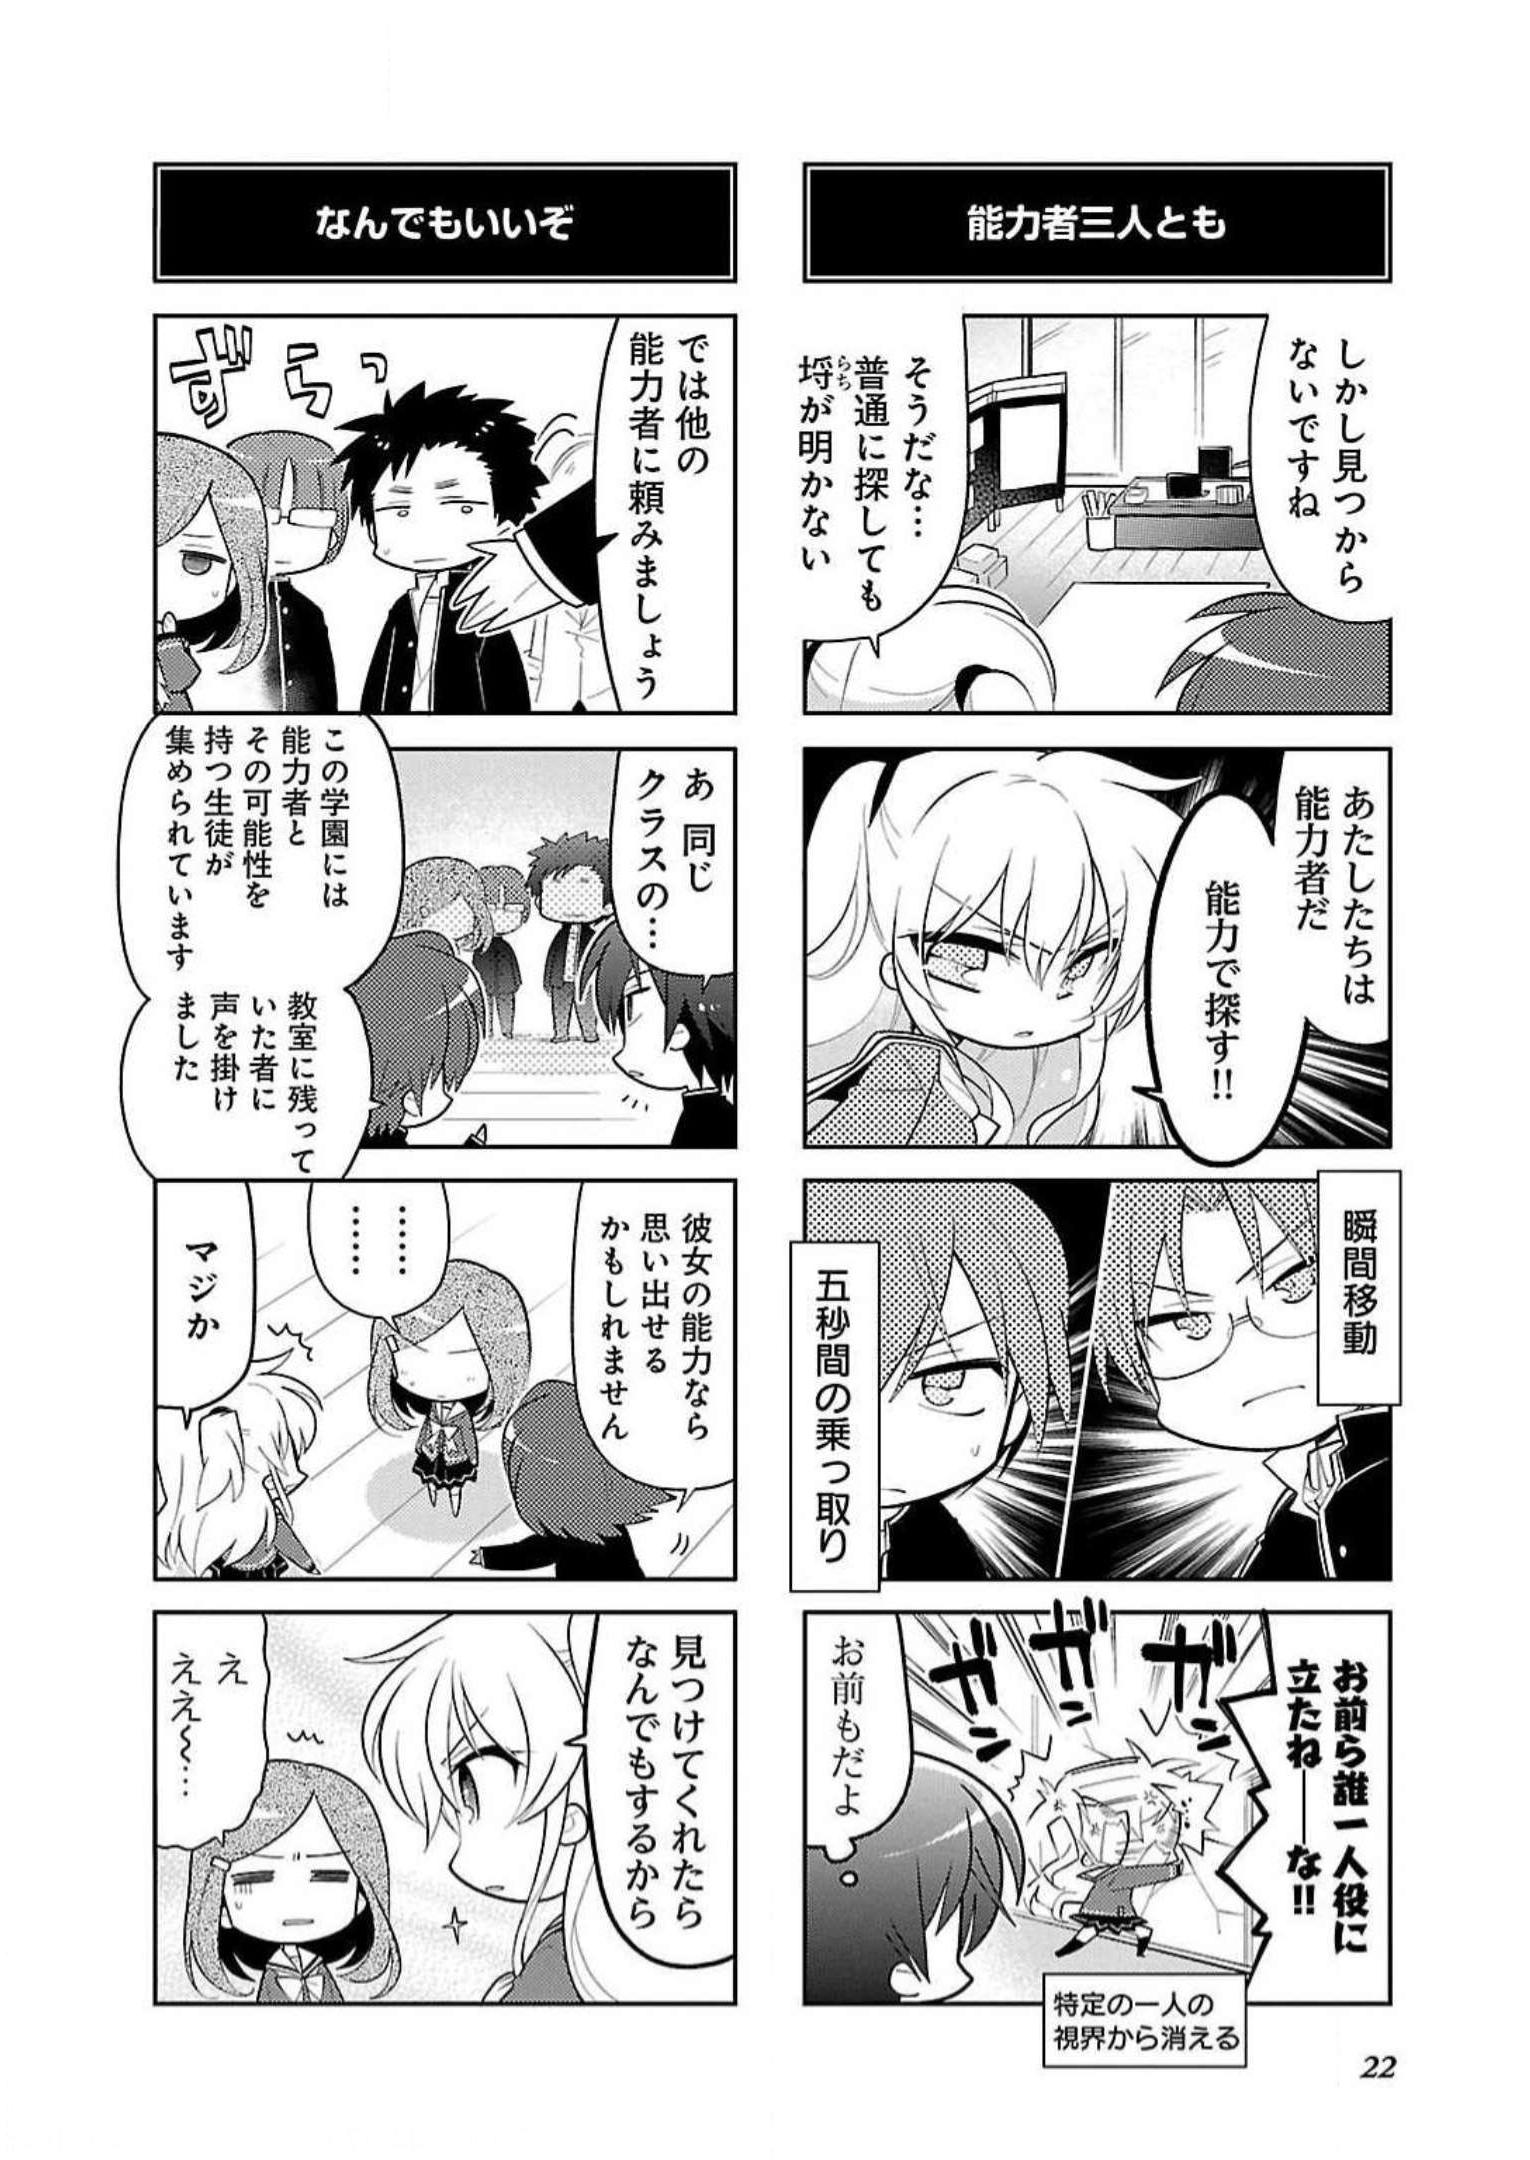 能力者三人とも
しかし見つから
ないですね
そうだな…
普通に探しても
埒が明かない
らち
あたしたちは
能力者だ
能力で探す!!
瞬間移動
五秒間の乗っ取り
お前ら誰一人役に
立たね――な!!
ガンッ
ガンッ
ガンッ
お前もだよ
特定の一人の
視界から消える
なんでもいいぞ
では他の
能力者に頼みましょう
ずらっ
あ 同じ
クラスの…
この学園には
能力者と
その可能性を
持つ生徒が
集められています
教室に残って
いた者に
声を掛け
ました
彼女の能力なら
思い出せる
かもしれません
……
……
マジか
見つけてくれたら
なんでもするから
え
ええ~…
22